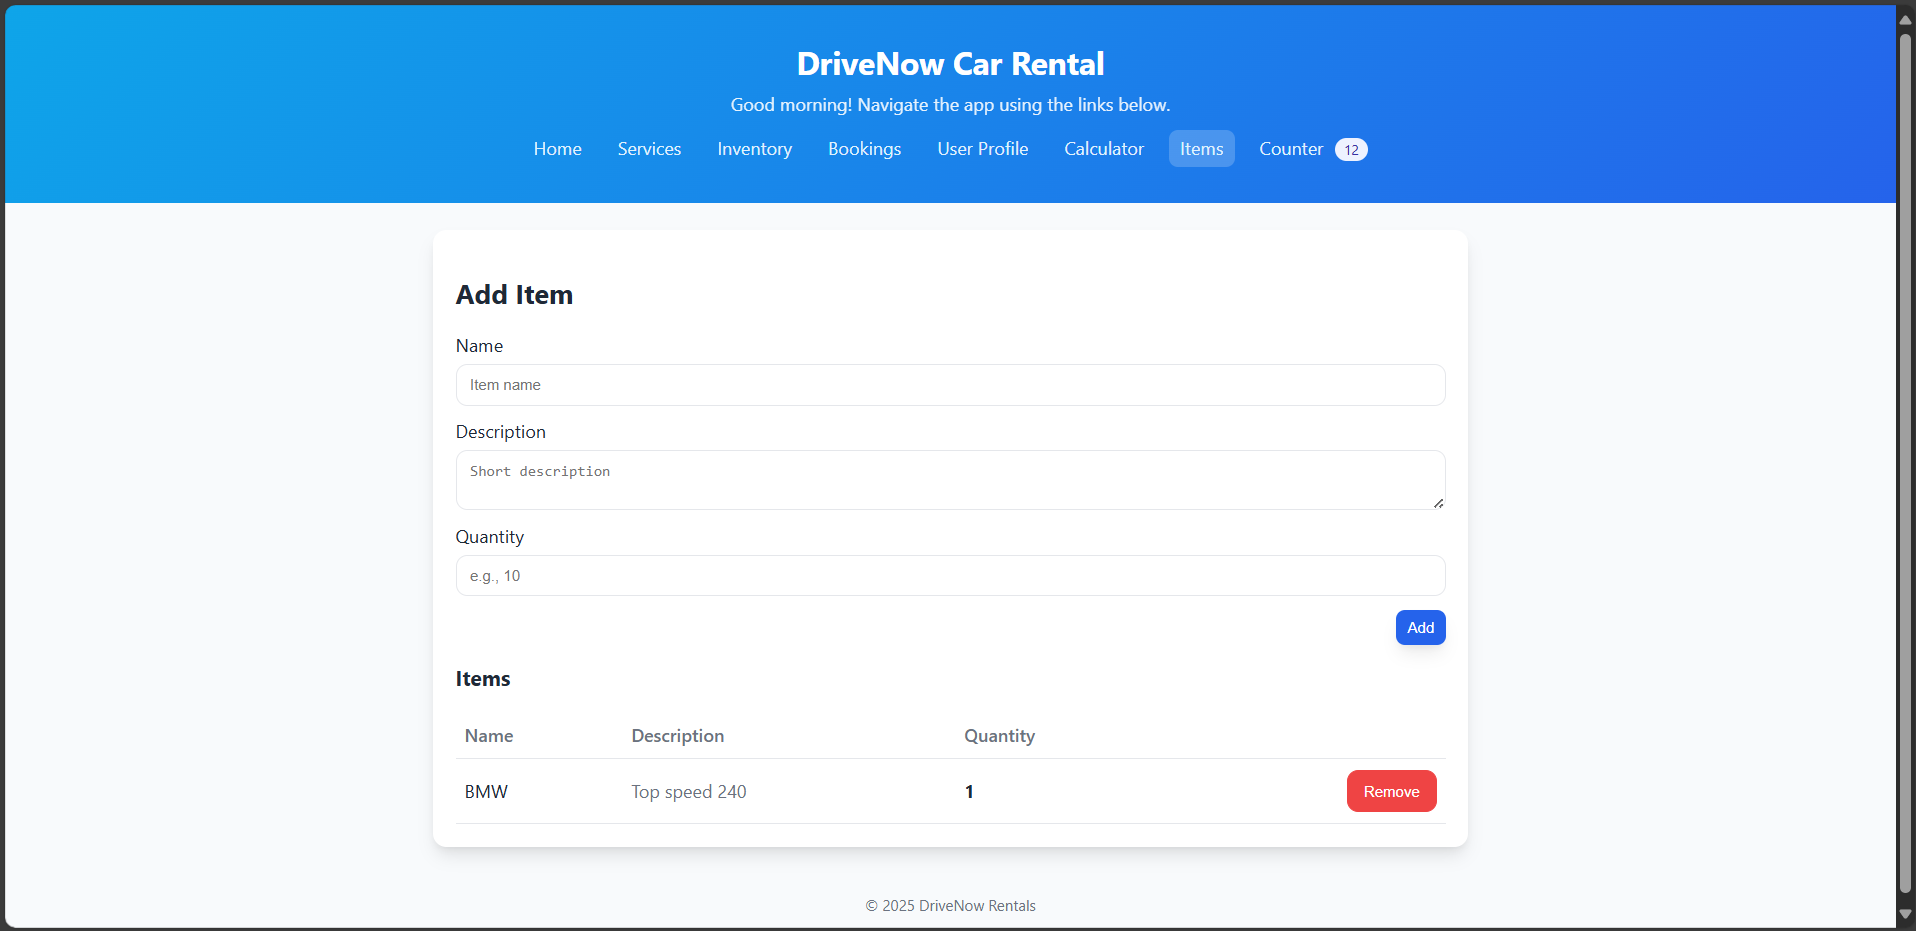 DriveNow Car Rental
Good morning! Navigate the app using the links below.
Home Services Inventory Bookings User Profile Calculator Items Counter 12
Add Item
Name
Item name
Description
Short description
Quantity
e.g., 10
Add
Items
Name Description Quantity
BMW Top speed 240 1 Remove
© 2025 DriveNow Rentals